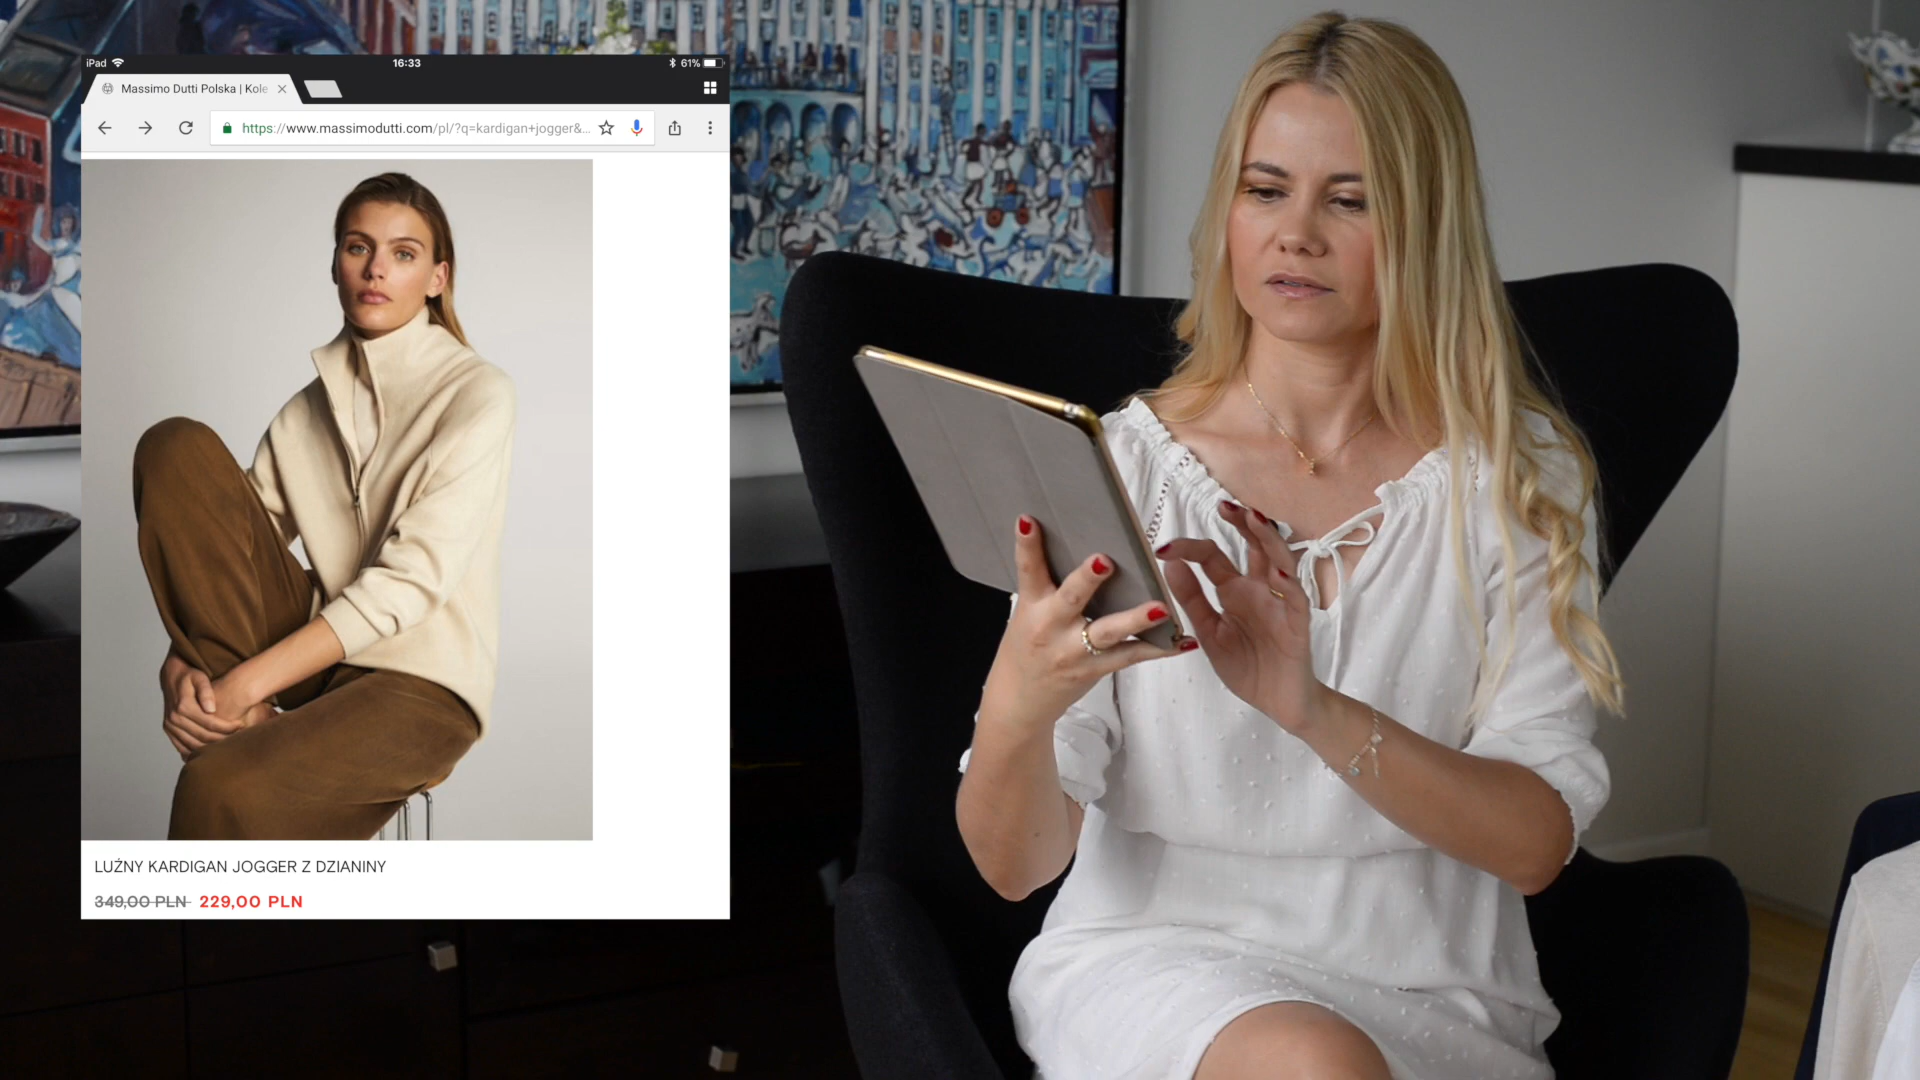 iPad 16:33 61%
Massimo Dutti Polska | Kole
https://www.massimodutti.com/pl/?q=kardigan+jogger&...
LUŹNY KARDIGAN JOGGER Z DZIANINY
349,00 PLN 229,00 PLN